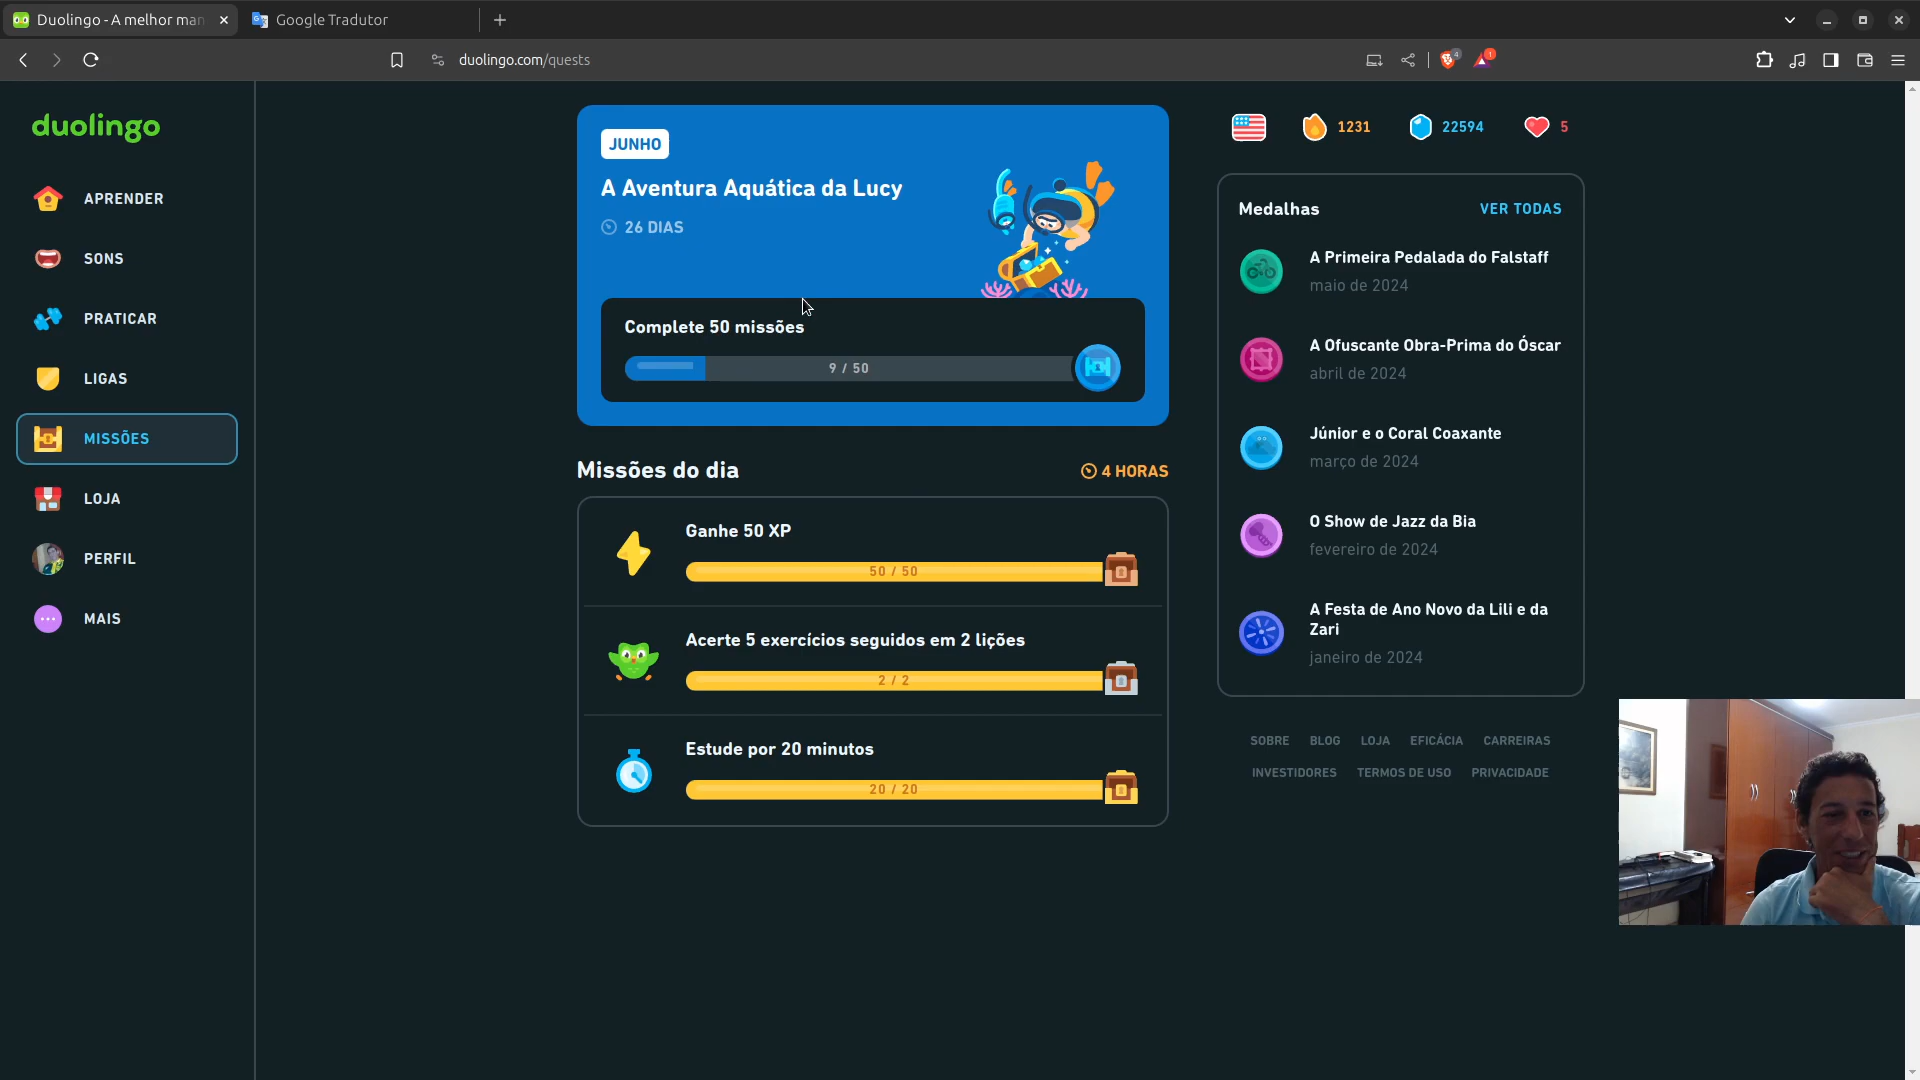 Duolingo - A melhor man
Google Tradutor
duolingo.com/quests
4
1
duolingo
APRENDER
SONS
PRATICAR
LIGAS
MISSÕES
LOJA
PERFIL
MAIS
JUNHO
A Aventura Aquática da Lucy
26 DIAS
Complete 50 missões
9 / 50
Missões do dia
4 HORAS
Ganhe 50 XP
50 / 50
Acerte 5 exercícios seguidos em 2 lições
2 / 2
Estude por 20 minutos
20 / 20
1231
22594
5
Medalhas
VER TODAS
A Primeira Pedalada do Falstaff
maio de 2024
A Ofuscante Obra-Prima do Óscar
abril de 2024
Júnior e o Coral Coaxante
março de 2024
O Show de Jazz da Bia
fevereiro de 2024
A Festa de Ano Novo da Lili e da
Zari
janeiro de 2024
SOBRE BLOG LOJA EFICÁCIA CARREIRAS
INVESTIDORES TERMOS DE USO PRIVACIDADE